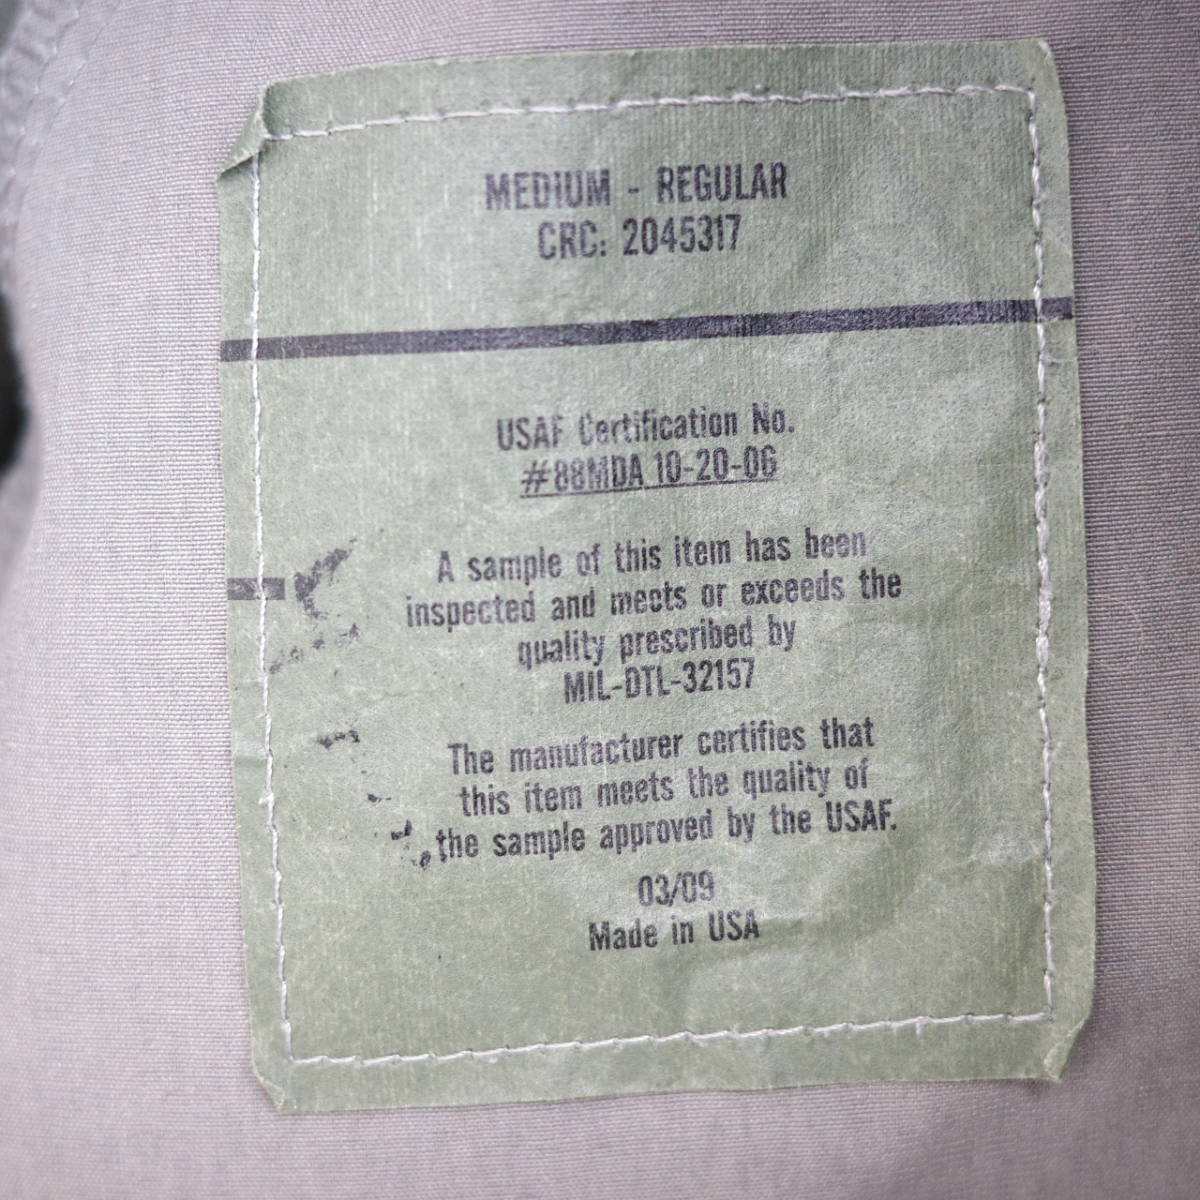 MEDIUM - REGULAR
CRC: 2045317
USAF Certification No.
#88MDA 10-20-06
A sample of this item has been
inspected and meets or exceeds the
quality prescribed by
MIL-DTL-32157
The manufacturer certifies that
this item meets the quality of
the sample approved by the USAF.
03/09
Made in USA